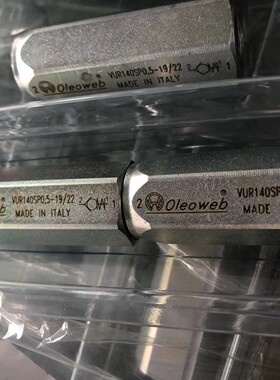 2 Oleoweb® VUR140SP0,5-19/22 2 1
MADE IN ITALY
VUR140SP0,5-19/22 2 1
MADE IN ITALY
2 Oleoweb® VUR140SP
MADE